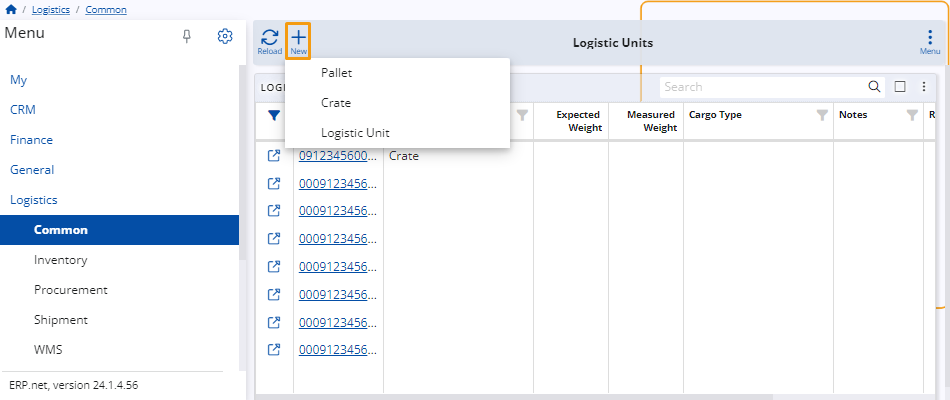 / Logistics / Common
Menu
My
CRM
Finance
General
Logistics
Common
Inventory
Procurement
Shipment
WMS
ERP.net, version 24.1.4.56
Reload
New
Logistic Units
Menu
Pallet
Crate
Logistic Unit
LOGI
Search
Expected Weight
Measured Weight
Cargo Type
Notes
R
0912345600...
Crate
0009123456...
0009123456...
0009123456...
0009123456...
0009123456...
0009123456...
0009123456...